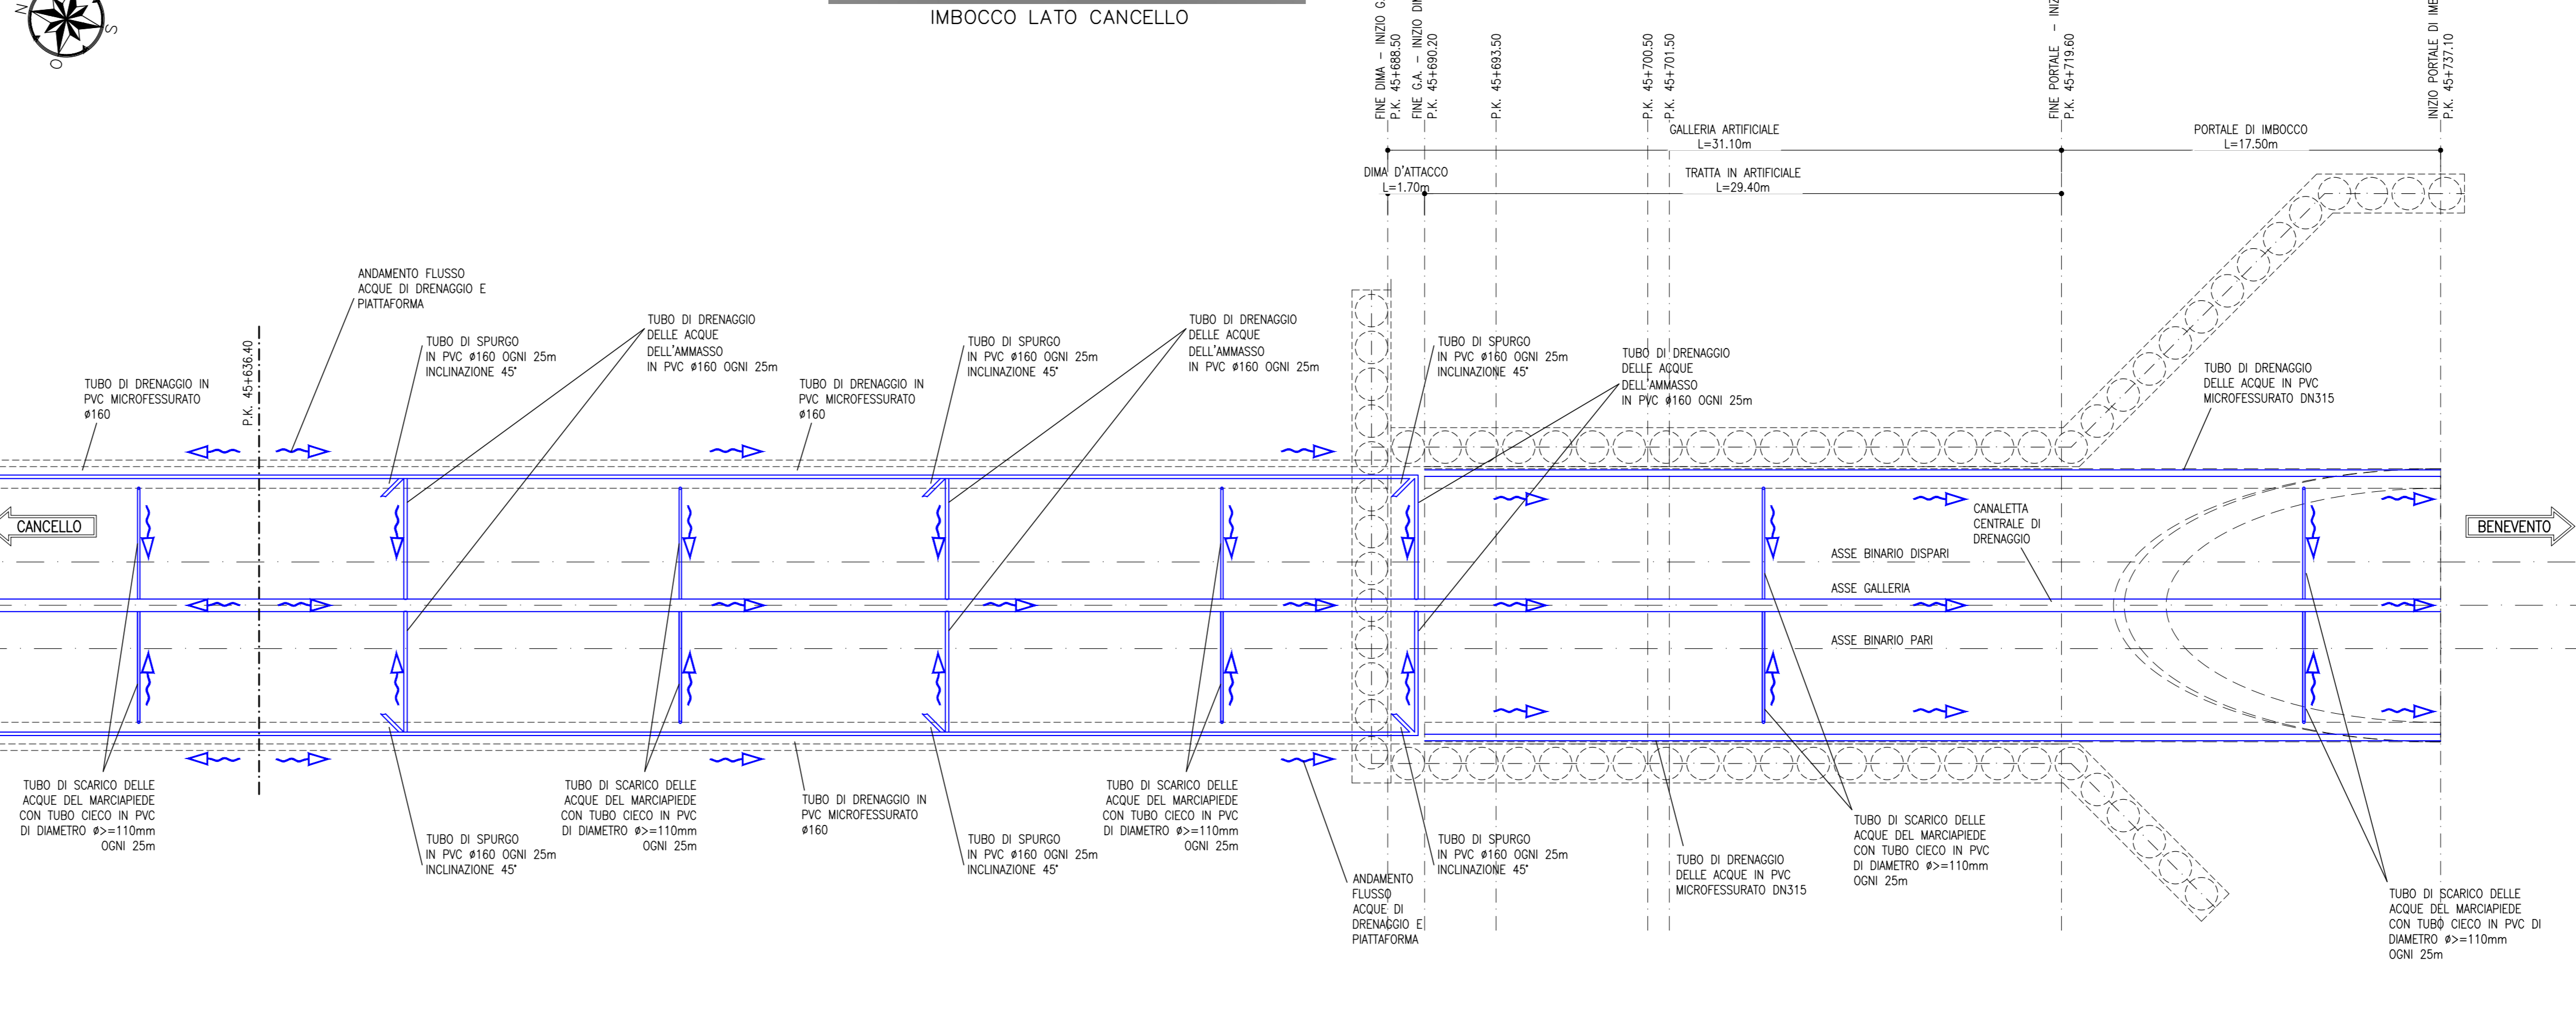 N
S
O
IMBOCCO LATO CANCELLO
FINE DIMA - INIZIO G.
P.K. 45+688.50
FINE G.A. - INIZIO DIM
P.K. 45+690.20
P.K. 45+693.50
P.K. 45+700.50
P.K. 45+701.50
FINE PORTALE - INIZ
P.K. 45+719.60
INIZIO PORTALE DI IMB
P.K. 45+737.10
GALLERIA ARTIFICIALE
L=31.10m
PORTALE DI IMBOCCO
L=17.50m
DIMA D'ATTACCO
L=1.70m
TRATTA IN ARTIFICIALE
L=29.40m
ANDAMENTO FLUSSO
ACQUE DI DRENAGGIO E
PIATTAFORMA
P.K. 45+636.40
TUBO DI DRENAGGIO IN
PVC MICROFESSURATO
ø160
TUBO DI SPURGO
IN PVC ø160 OGNI 25m
INCLINAZIONE 45°
TUBO DI DRENAGGIO
DELLE ACQUE
DELL'AMMASSO
IN PVC ø160 OGNI 25m
TUBO DI DRENAGGIO IN
PVC MICROFESSURATO
ø160
TUBO DI SPURGO
IN PVC ø160 OGNI 25m
INCLINAZIONE 45°
TUBO DI DRENAGGIO
DELLE ACQUE
DELL'AMMASSO
IN PVC ø160 OGNI 25m
TUBO DI SPURGO
IN PVC ø160 OGNI 25m
INCLINAZIONE 45°
TUBO DI DRENAGGIO
DELLE ACQUE
DELL'AMMASSO
IN PVC ø160 OGNI 25m
TUBO DI DRENAGGIO
DELLE ACQUE IN PVC
MICROFESSURATO DN315
CANCELLO
CANALETTA
CENTRALE DI
DRENAGGIO
BENEVENTO
ASSE BINARIO DISPARI
ASSE GALLERIA
ASSE BINARIO PARI
TUBO DI SCARICO DELLE
ACQUE DEL MARCIAPIEDE
CON TUBO CIECO IN PVC
DI DIAMETRO ø>=110mm
OGNI 25m
TUBO DI SPURGO
IN PVC ø160 OGNI 25m
INCLINAZIONE 45°
TUBO DI SCARICO DELLE
ACQUE DEL MARCIAPIEDE
CON TUBO CIECO IN PVC
DI DIAMETRO ø>=110mm
OGNI 25m
TUBO DI DRENAGGIO IN
PVC MICROFESSURATO
ø160
TUBO DI SPURGO
IN PVC ø160 OGNI 25m
INCLINAZIONE 45°
TUBO DI SCARICO DELLE
ACQUE DEL MARCIAPIEDE
CON TUBO CIECO IN PVC
DI DIAMETRO ø>=110mm
OGNI 25m
ANDAMENTO
FLUSSO
ACQUE DI
DRENAGGIO E
PIATTAFORMA
TUBO DI SPURGO
IN PVC ø160 OGNI 25m
INCLINAZIONE 45°
TUBO DI DRENAGGIO
DELLE ACQUE IN PVC
MICROFESSURATO DN315
TUBO DI SCARICO DELLE
ACQUE DEL MARCIAPIEDE
CON TUBO CIECO IN PVC
DI DIAMETRO ø>=110mm
OGNI 25m
TUBO DI SCARICO DELLE
ACQUE DEL MARCIAPIEDE
CON TUBO CIECO IN PVC DI
DIAMETRO ø>=110mm
OGNI 25m